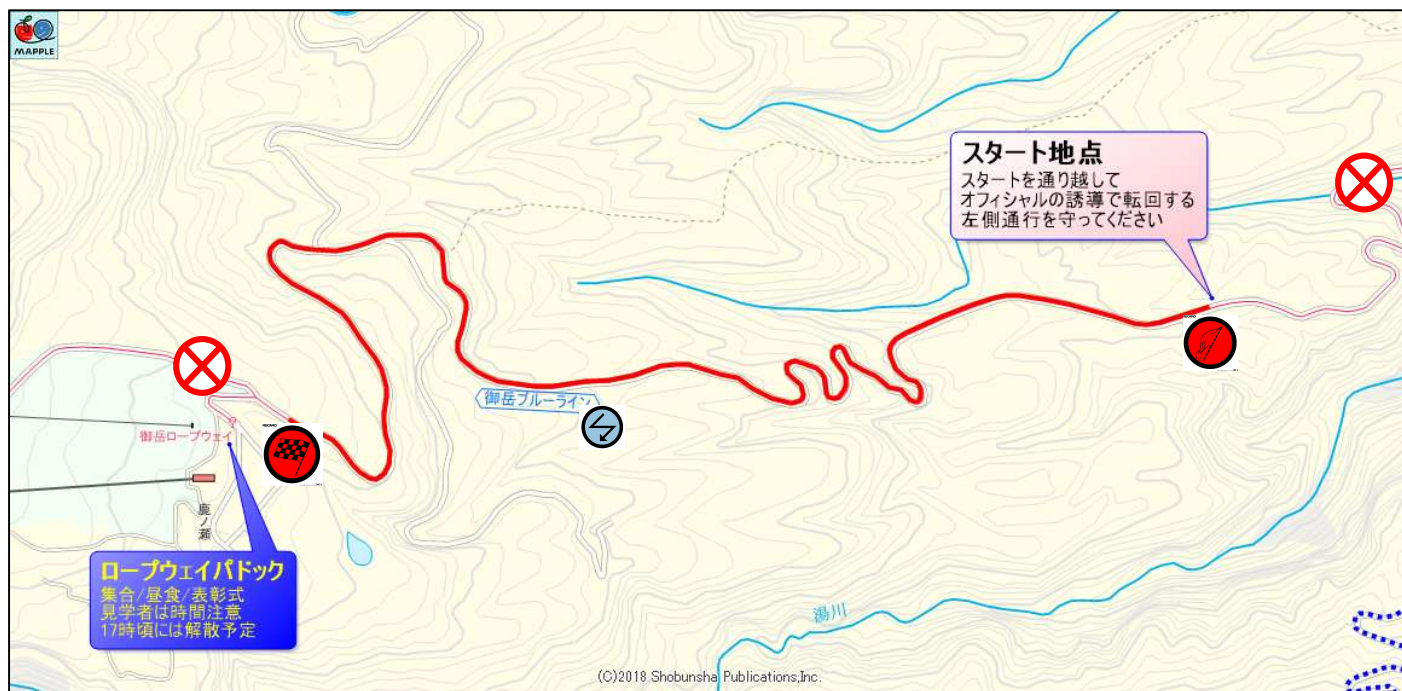 MAPPLE
スタート地点
スタートを通り越して
オフィシャルの誘導で転回する
左側通行を守ってください
御岳ブルーライン
御岳ロープウェイ
鹿ノ瀬
ロープウェイパドック
集合/昼食/表彰式
見学者は時間注意
17時頃には解散予定
湯川
(C)2018 Shobunsha Publications,Inc.